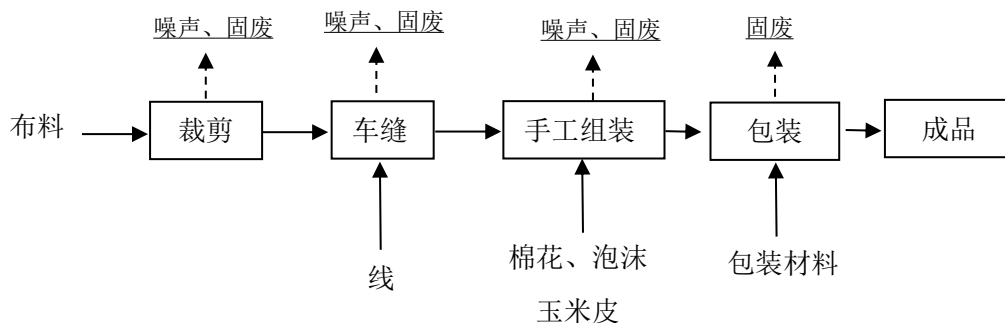 噪声、固废
噪声、固废
噪声、固废
固废
布料
裁剪
车缝
手工组装
包装
成品
线
棉花、泡沫
玉米皮
包装材料